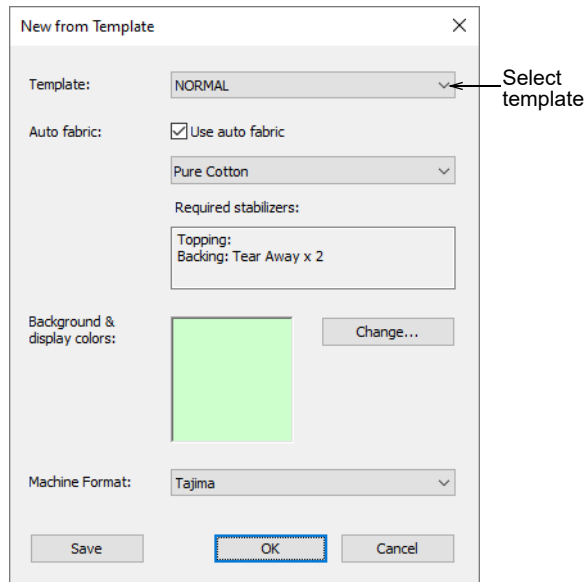 New from Template
Template:
NORMAL
Select
template
Auto fabric:
Use auto fabric
Pure Cotton
Required stabilizers:
Topping:
Backing: Tear Away x 2
Background &
display colors:
Change...
Machine Format:
Tajima
Save
OK
Cancel